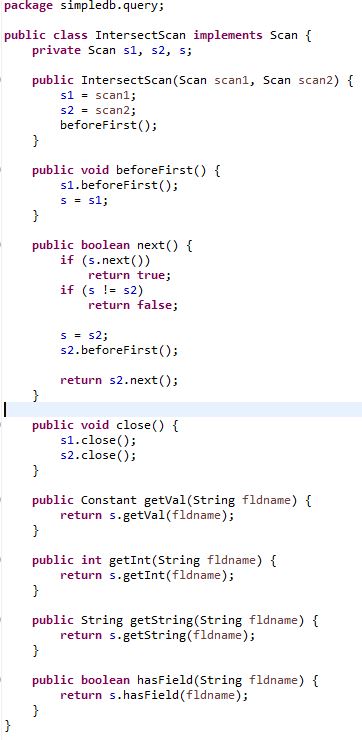 package simpledb.query;
public class IntersectScan implements Scan {
private Scan s1, s2, s;
public IntersectScan(Scan scan1, Scan scan2) {
s1 = scan1;
s2 = scan2;
beforeFirst();
}
public void beforeFirst() {
s1.beforeFirst();
s = s1;
}
public boolean next() {
if (s.next())
return true;
if (s != s2)
return false;
s = s2;
s2.beforeFirst();
return s2.next();
}
public void close() {
s1.close();
s2.close();
}
public Constant getVal(String fldname) {
return s.getVal(fldname);
}
public int getInt(String fldname) {
return s.getInt(fldname);
}
public String getString(String fldname) {
return s.getString(fldname);
}
public boolean hasField(String fldname) {
return s.hasField(fldname);
}
}